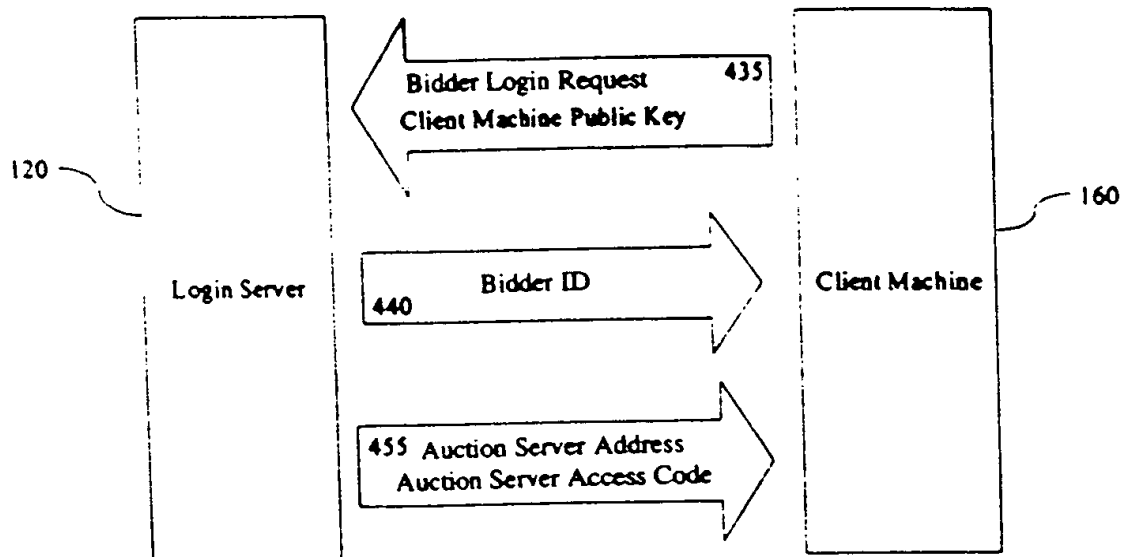 Bidder Login Request 435
Client Machine Public Key
120
160
Login Server
Bidder ID
440
Client Machine
455 Auction Server Address
Auction Server Access Code